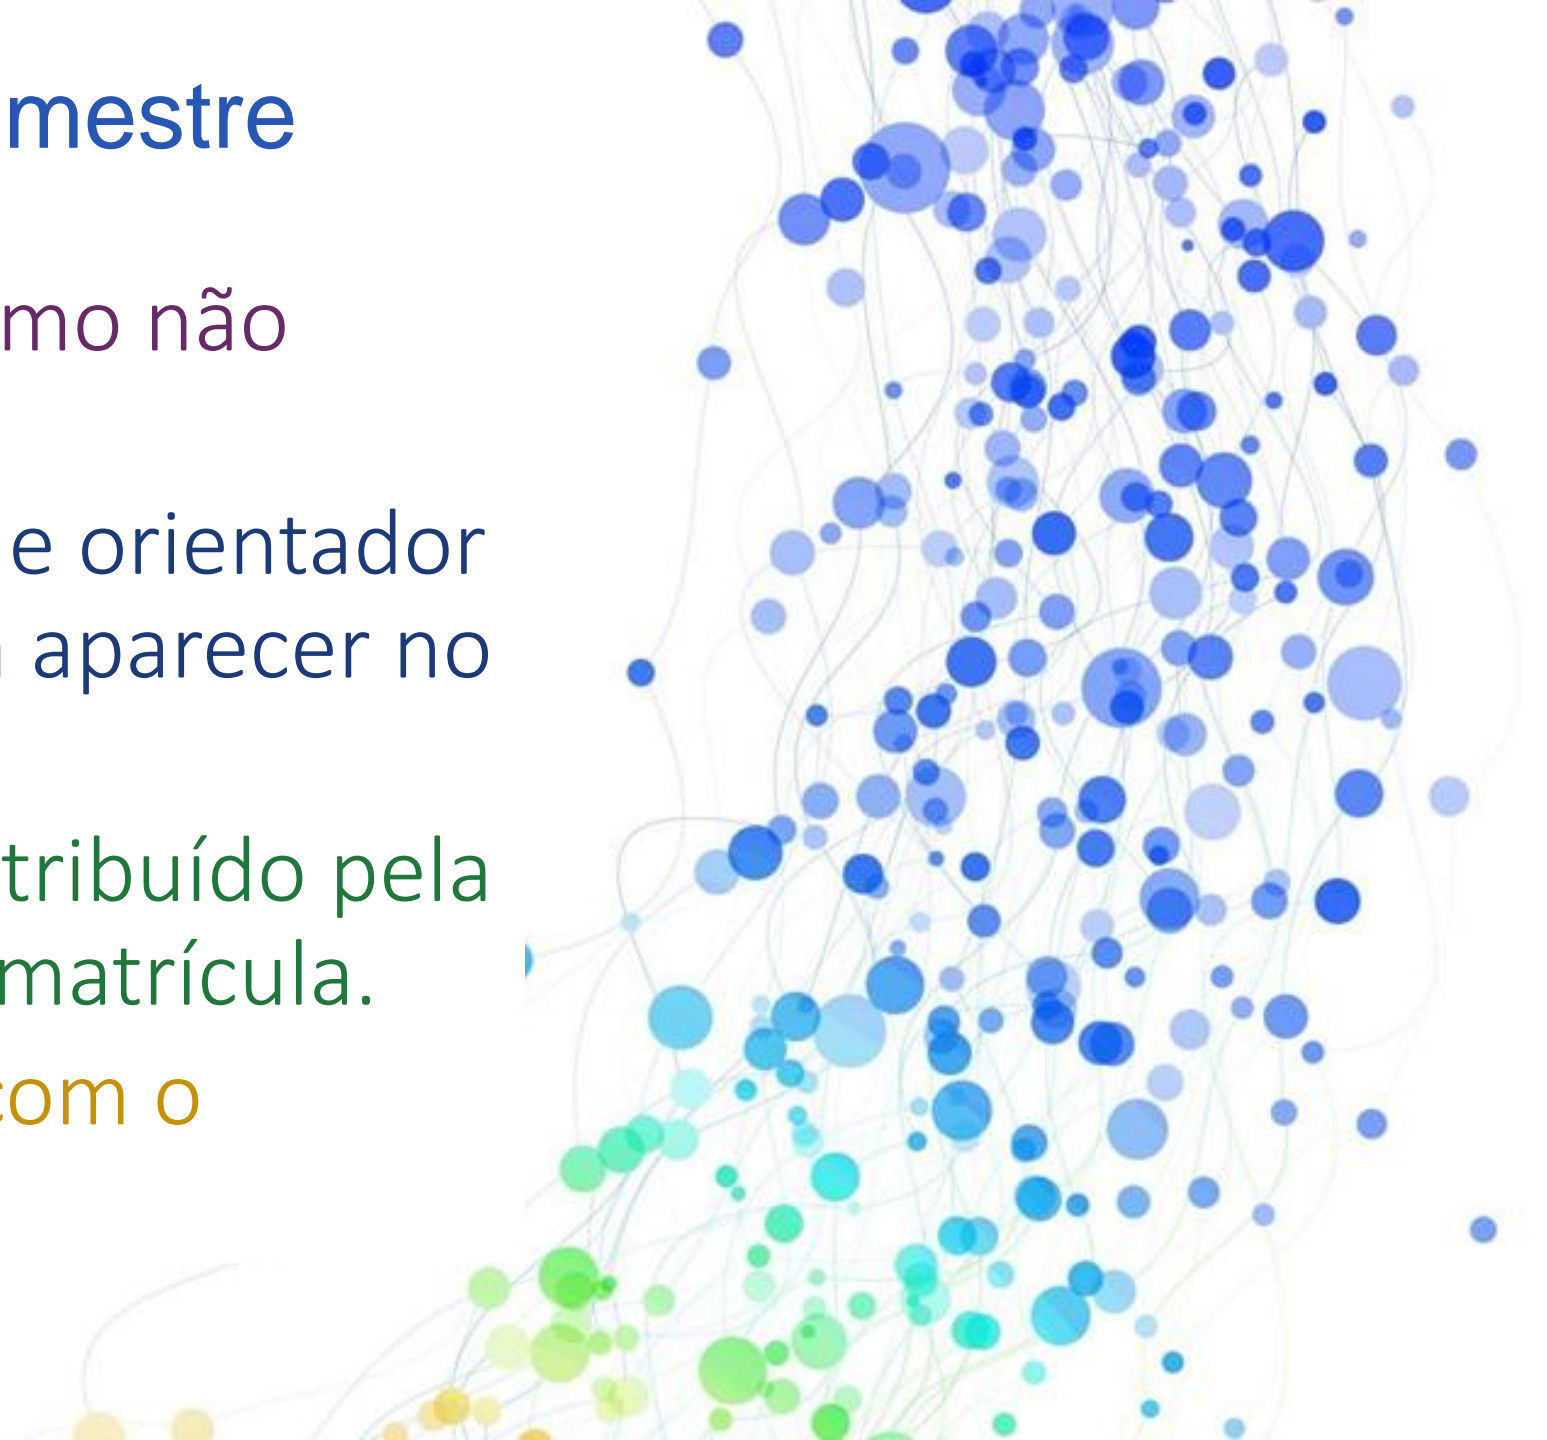 mestre
mo não
e orientador
aparecer no
tribuído pela
matrícula.
com o